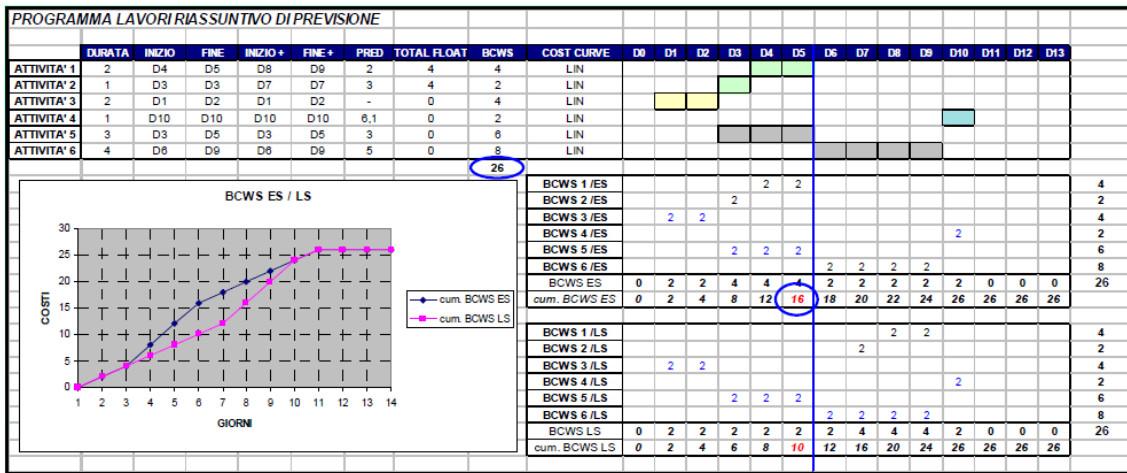 PROGRAMMA LAVORI RIASSUNTIVO DI PREVISIONE
DURATA INIZIO FINE INIZIO + FINE + PRED TOTAL FLOAT BCWS COST CURVE D0 D1 D2 D3 D4 D5 D6 D7 D8 D9 D10 D11 D12 D13
ATTIVITA' 1 2 D4 D5 D8 D9 2 4 4 LIN
ATTIVITA' 2 1 D3 D3 D7 D7 3 4 2 LIN
ATTIVITA' 3 2 D1 D2 D1 D2 - 0 4 LIN
ATTIVITA' 4 1 D10 D10 D10 D10 6,1 0 2 LIN
ATTIVITA' 5 3 D3 D5 D3 D5 3 0 6 LIN
ATTIVITA' 6 4 D6 D9 D6 D9 5 0 8 LIN
26
BCWS ES / LS
COSTI
30
25
20
15
10
5
0
1 2 3 4 5 6 7 8 9 10 11 12 13 14
GIORNI
cum. BCWS ES
cum. BCWS LS
BCWS 1 /ES 2 2 4
BCWS 2 /ES 2 2
BCWS 3 /ES 2 2 4
BCWS 4 /ES 2 2
BCWS 5 /ES 2 2 2 6
BCWS 6 /ES 2 2 2 2 8
BCWS ES 0 2 2 4 4 4 2 2 2 2 2 0 0 0 26
cum. BCWS ES 0 2 4 8 12 16 18 20 22 24 26 26 26 26
BCWS 1 /LS 2 2 4
BCWS 2 /LS 2 2
BCWS 3 /LS 2 2 4
BCWS 4 /LS 2 2
BCWS 5 /LS 2 2 2 6
BCWS 6 /LS 2 2 2 2 8
BCWS LS 0 2 2 2 2 2 2 4 4 4 2 0 0 0 26
cum. BCWS LS 0 2 4 6 8 10 12 16 20 24 26 26 26 26